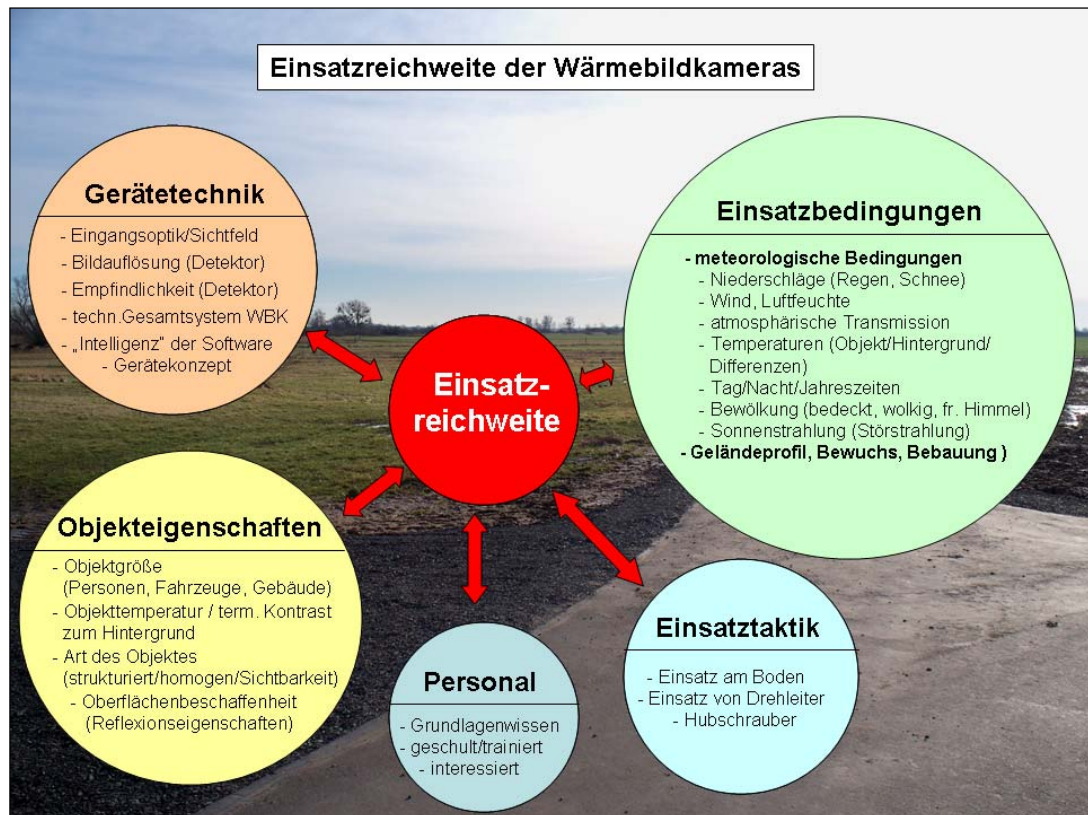 Einsatzreichweite der Wärmebildkameras
Gerätetechnik
- Eingangsoptik/Sichtfeld
- Bildauflösung (Detektor)
- Empfindlichkeit (Detektor)
- techn.Gesamtsystem WBK
- „Intelligenz" der Software
- Gerätekonzept
Einsatzbedingungen
- meteorologische Bedingungen
- Niederschläge (Regen, Schnee)
- Wind, Luftfeuchte
- atmosphärische Transmission
- Temperaturen (Objekt/Hintergrund/
Differenzen)
- Tag/Nacht/Jahreszeiten
- Bewölkung (bedeckt, wolkig, fr. Himmel)
- Sonnenstrahlung (Störstrahlung)
- Geländeprofil, Bewuchs, Bebauung )
Einsatz-
reichweite
Objekteigenschaften
- Objektgröße
(Personen, Fahrzeuge, Gebäude)
- Objekttemperatur / term. Kontrast
zum Hintergrund
- Art des Objektes
(strukturiert/homogen/Sichtbarkeit)
- Oberflächenbeschaffenheit
(Reflexionseigenschaften)
Personal
- Grundlagenwissen
- geschult/trainiert
- interessiert
Einsatztaktik
- Einsatz am Boden
- Einsatz von Drehleiter
- Hubschrauber